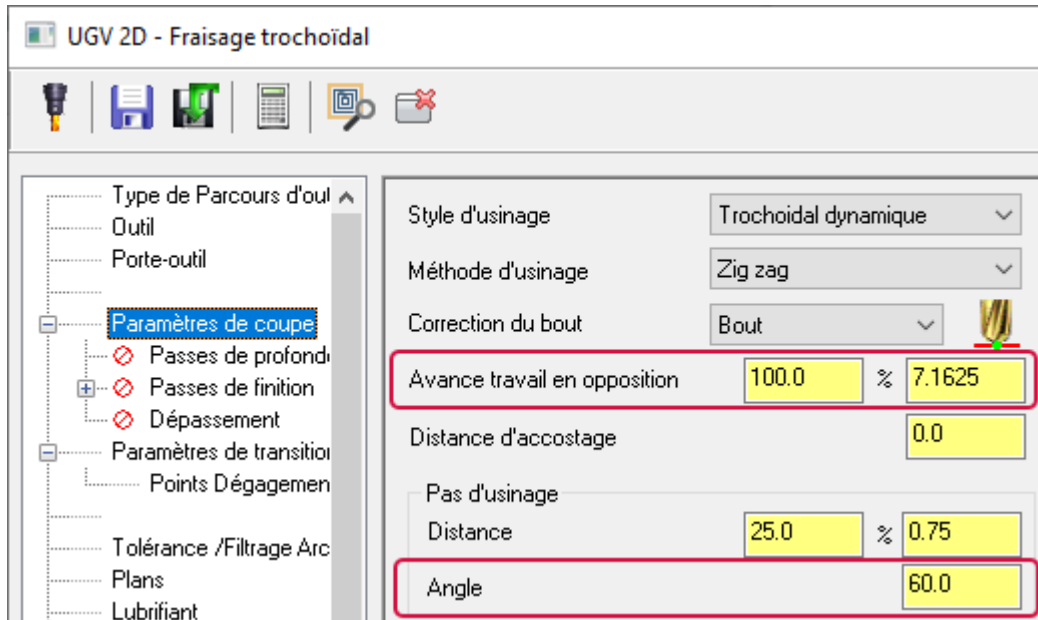 UGV 2D - Fraisage trochoïdal
Type de Parcours d'out
Outil
Porte-outil
Paramètres de coupe
Passes de profond
Passes de finition
Dépassement
Paramètres de transition
Points Dégagemen
Tolérance /Filtrage Arc
Plans
Lubrifiant
Style d'usinage Trochoidal dynamique
Méthode d'usinage Zig zag
Correction du bout Bout
Avance travail en opposition 100.0 % 7.1625
Distance d'accostage 0.0
Pas d'usinage
Distance 25.0 % 0.75
Angle 60.0